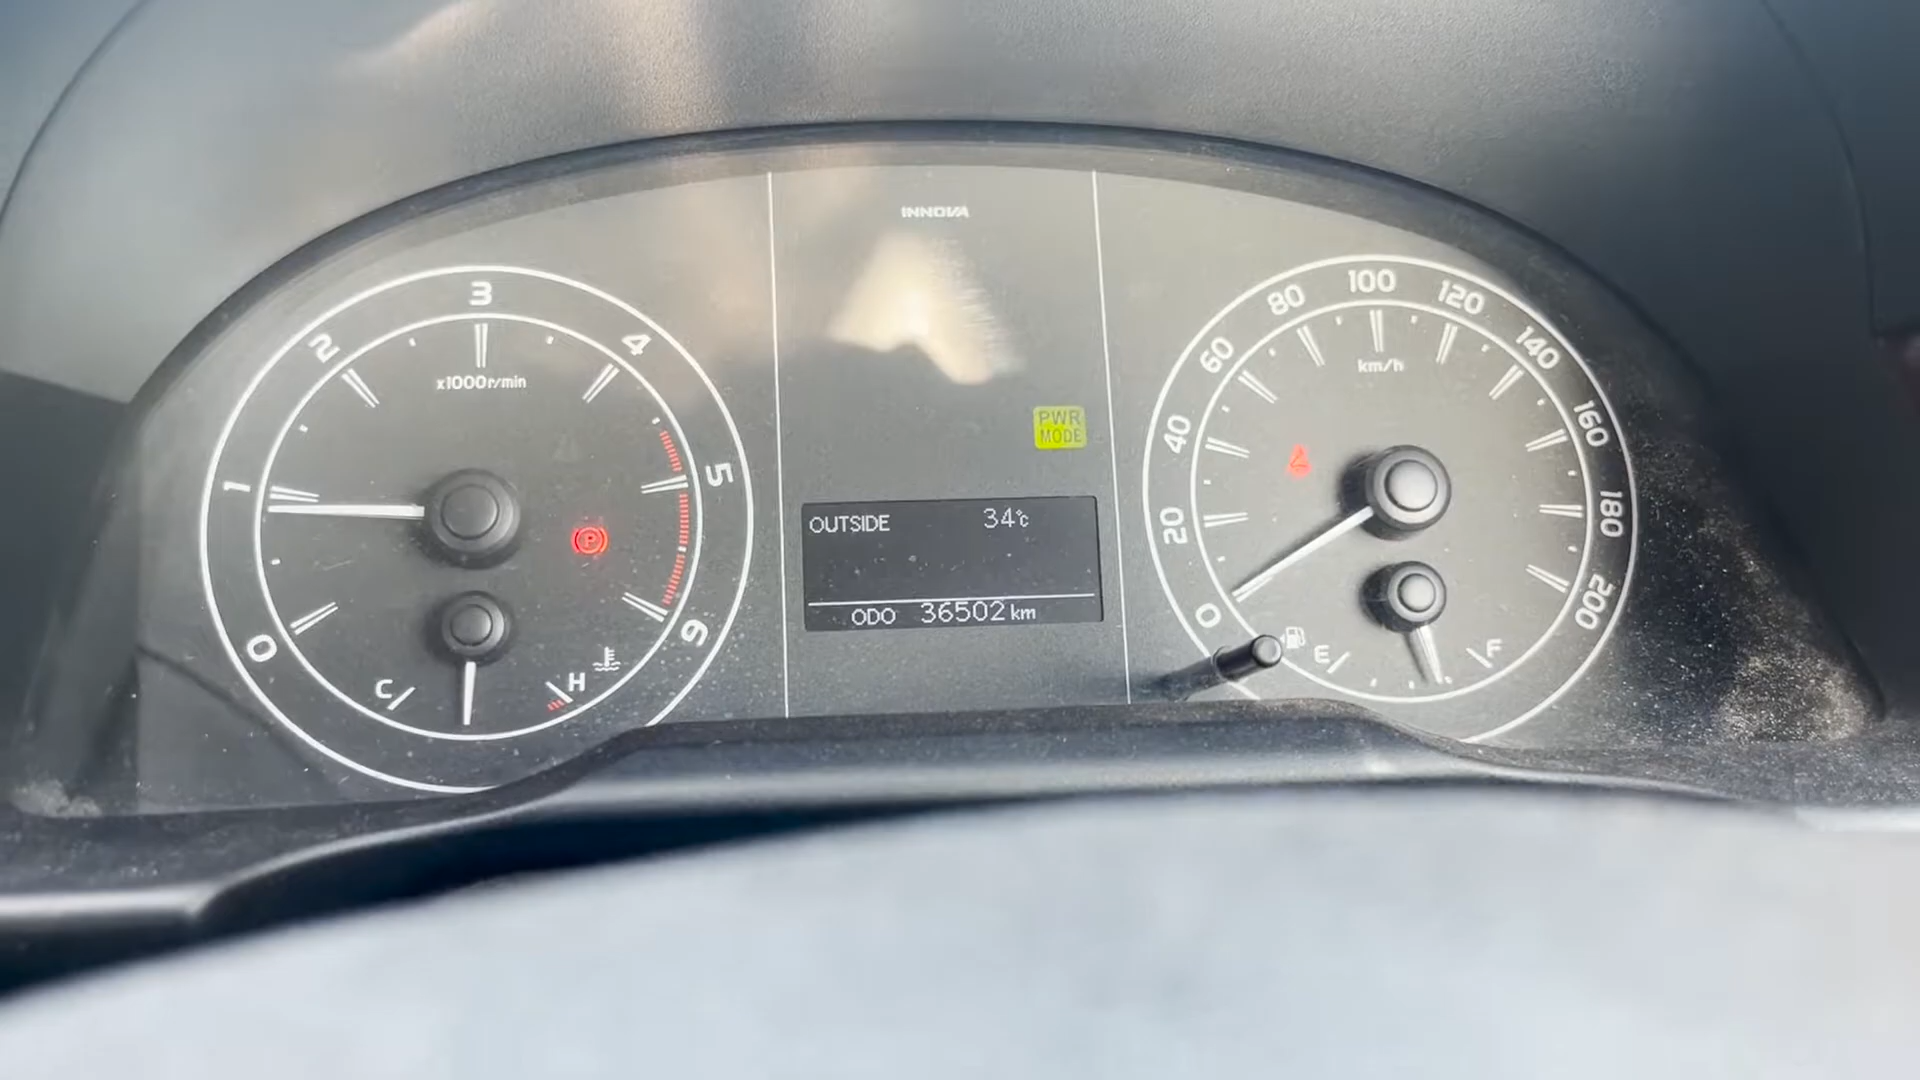 INNOVA
0 1 2 3 4 5 6
x1000r/min
P
C H
PWR
MODE
OUTSIDE 34°C
ODO 36502 km
0 20 40 60 80 100 120 140 160 180 200
km/h
E F